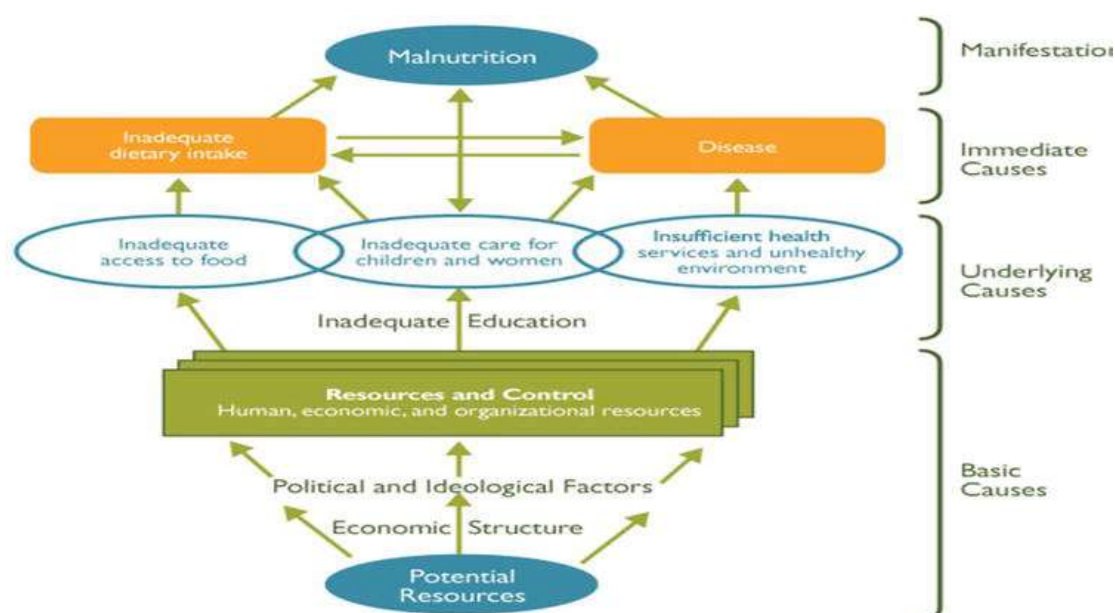 Malnutrition
Manifestation
Inadequate
dietary intake
Disease
Immediate
Causes
Inadequate
access to food
Inadequate care for
children and women
Insufficient health
services and unhealthy
environment
Underlying
Causes
Inadequate Education
Resources and Control
Human, economic, and organizational resources
Political and Ideological Factors
Basic
Causes
Economic Structure
Potential
Resources